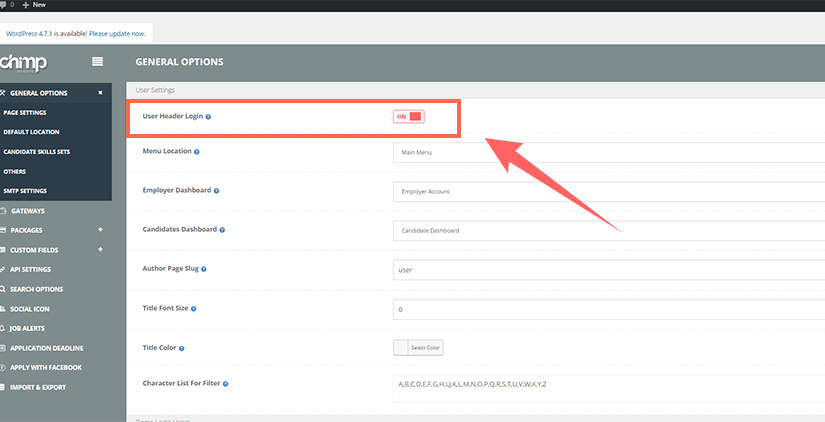 0 + New
WordPress 4.7.1 is available! Please update now.
chimp
GENERAL OPTIONS
GENERAL OPTIONS ×
PAGE SETTINGS
DEFAULT LOCATION
CANDIDATE SKILLS SETS
OTHERS
SMTP SETTINGS
GATEWAYS
PACKAGES +
CUSTOM FIELDS +
API SETTINGS
SEARCH OPTIONS
SOCIAL ICON
JOB ALERTS
APPLICATION DEADLINE
APPLY WITH FACEBOOK
IMPORT & EXPORT
User Settings
User Header Login ? ON
Menu Location ? Main Menu
Employer Dashboard ? Employer Account
Candidates Dashboard ? Candidate Dashboard
Author Page Slug ? user
Title Font Size ? 0
Title Color ? Select Color
Character List For Filter ? A,B,C,D,E,F,G,H,I,J,K,L,M,N,O,P,Q,R,S,T,U,V,W,X,Y,Z
Demo Login Users